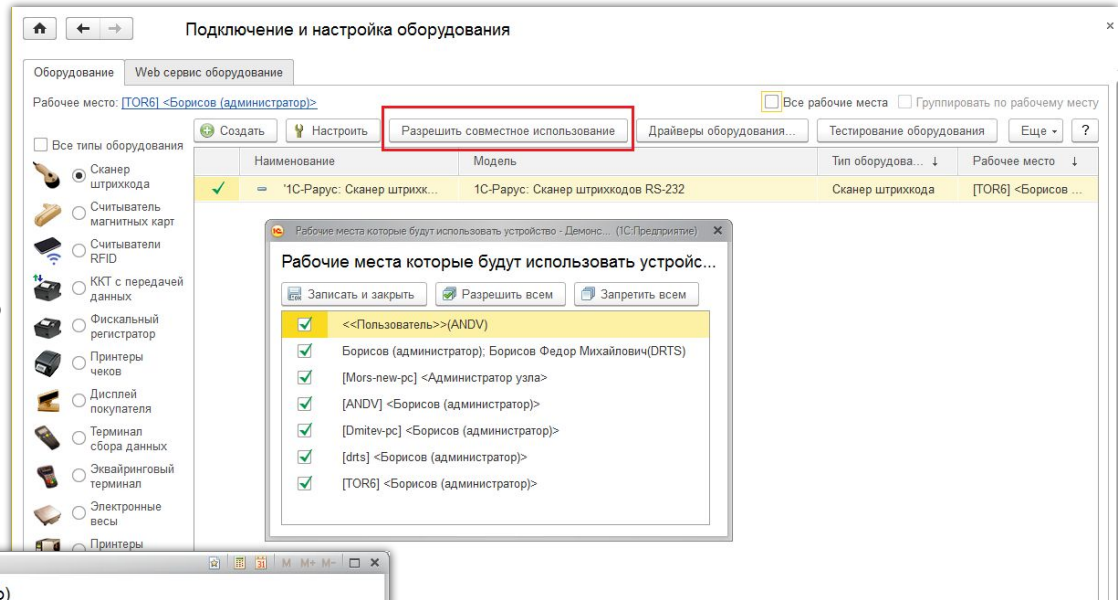 Подключение и настройка оборудования
Оборудование Web сервис оборудование
Рабочее место: [TOR6] <Борисов (администратор)>
Все рабочие места Группировать по рабочему месту
Создать Настроить Разрешить совместное использование Драйверы оборудования... Тестирование оборудования Еще ?
Все типы оборудования
Наименование Модель Тип оборудова... ↓ Рабочее место ↓
'1С-Рарус: Сканер штрихк... 1С-Рарус: Сканер штрихкодов RS-232 Сканер штрихкода [TOR6] <Борисов ...
Сканер
штрихкода
Считыватель
магнитных карт
Считыватели
RFID
ККТ с передачей
данных
Фискальный
регистратор
Принтеры
чеков
Дисплей
покупателя
Терминал
сбора данных
Эквайринговый
терминал
Электронные
весы
Принтеры
Рабочие места которые будут использовать устройство - Демонс... (1С:Предприятие)
Рабочие места которые будут использовать устройс...
Записать и закрыть Разрешить всем Запретить всем
<<Пользователь>>(ANDV)
Борисов (администратор); Борисов Федор Михайлович(DRTS)
[Mors-new-pc] <Администратор узла>
[ANDV] <Борисов (администратор)>
[Dmitev-pc] <Борисов (администратор)>
[drts] <Борисов (администратор)>
[TOR6] <Борисов (администратор)>
M M+ M-